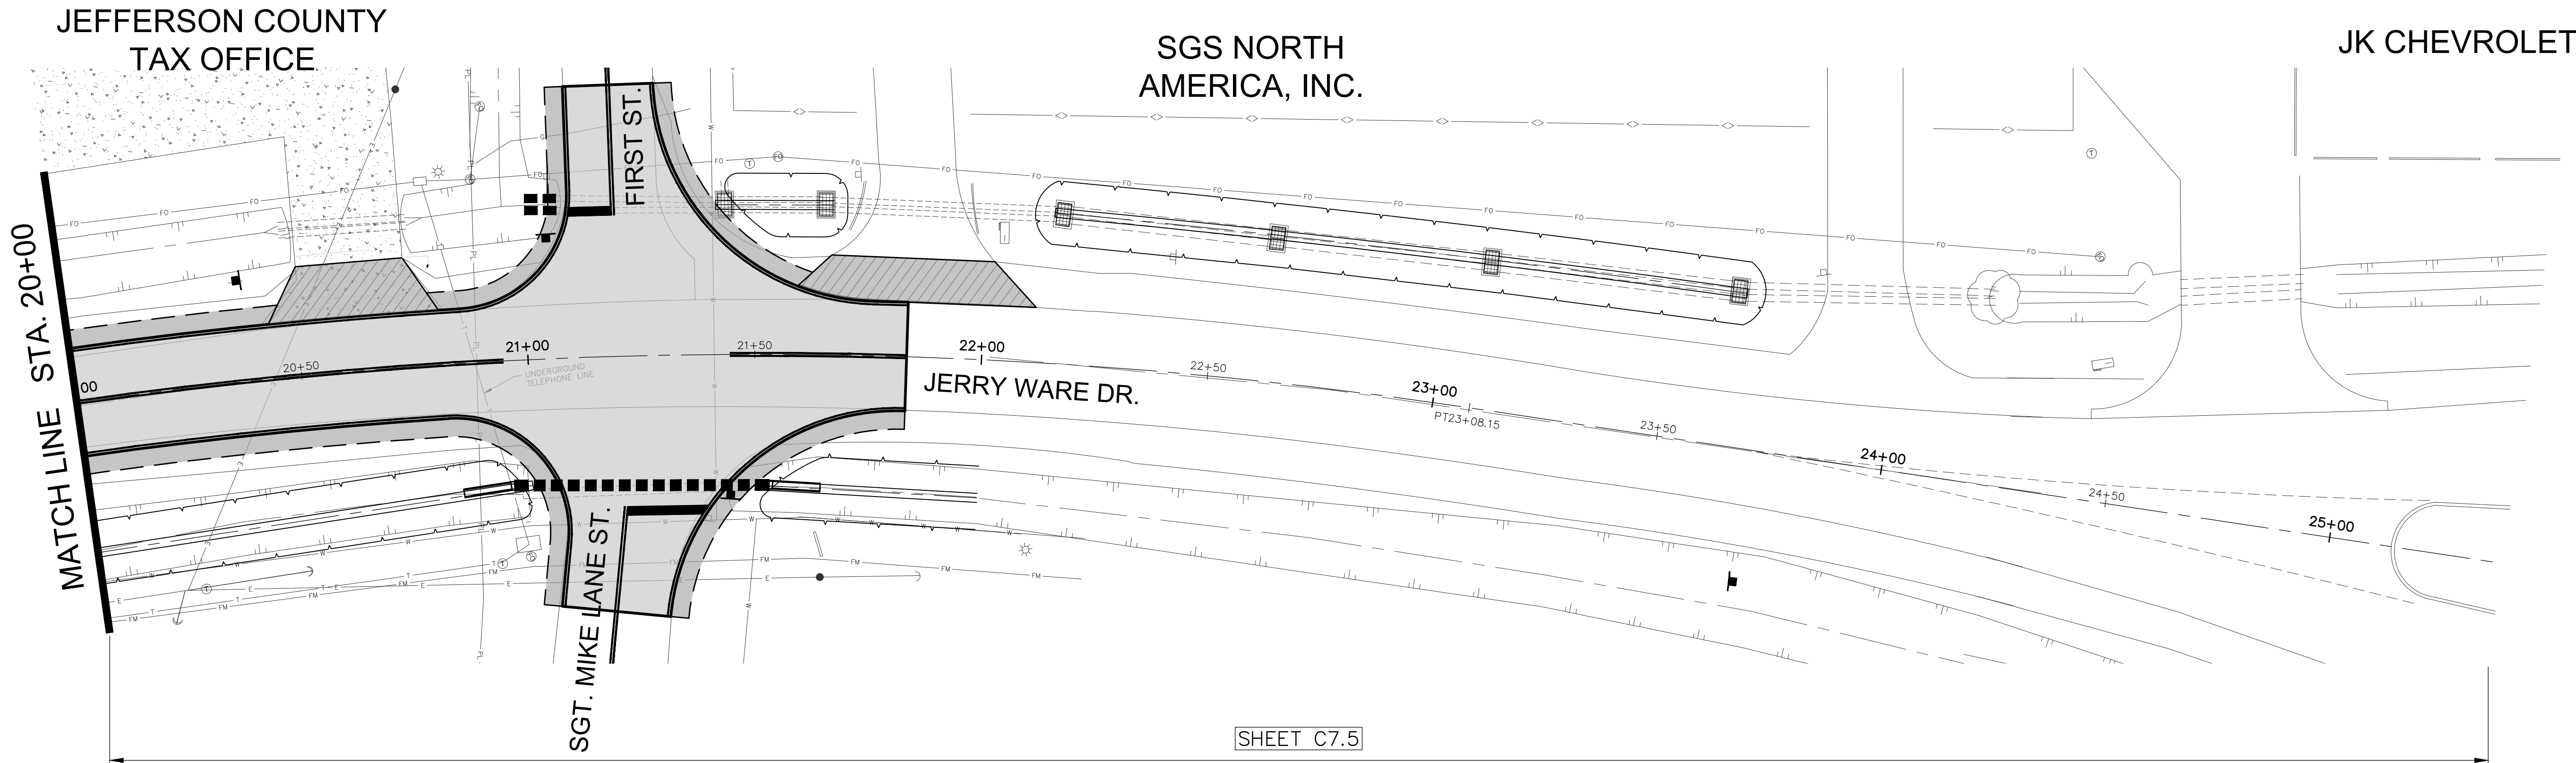 JEFFERSON COUNTY
TAX OFFICE
SGS NORTH
AMERICA, INC.
JK CHEVROLET
FIRST ST.
MATCH LINE STA. 20+00
00
20+50
21+00
21+50
22+00
22+50
23+00
PT23+08.15
23+50
24+00
24+50
25+00
UNDERGROUND
TELEPHONE LINE
JERRY WARE DR.
SGT. MIKE LANE ST.
SHEET C7.5